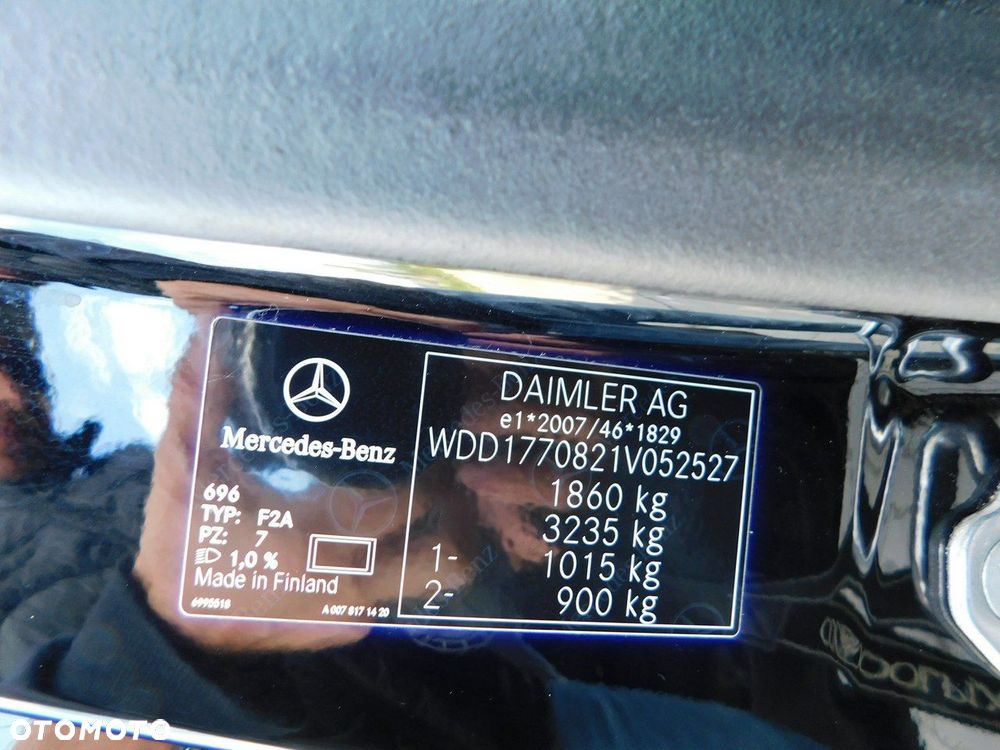 Mercedes-Benz
696
TYP: F2A
PZ: 7
1,0 %
Made in Finland
6995518
A 007 817 14 20
DAIMLER AG
e1*2007/46*1829
WDD1770821V052527
1860 kg
3235 kg
1- 1015 kg
2- 900 kg
OTOMOTO